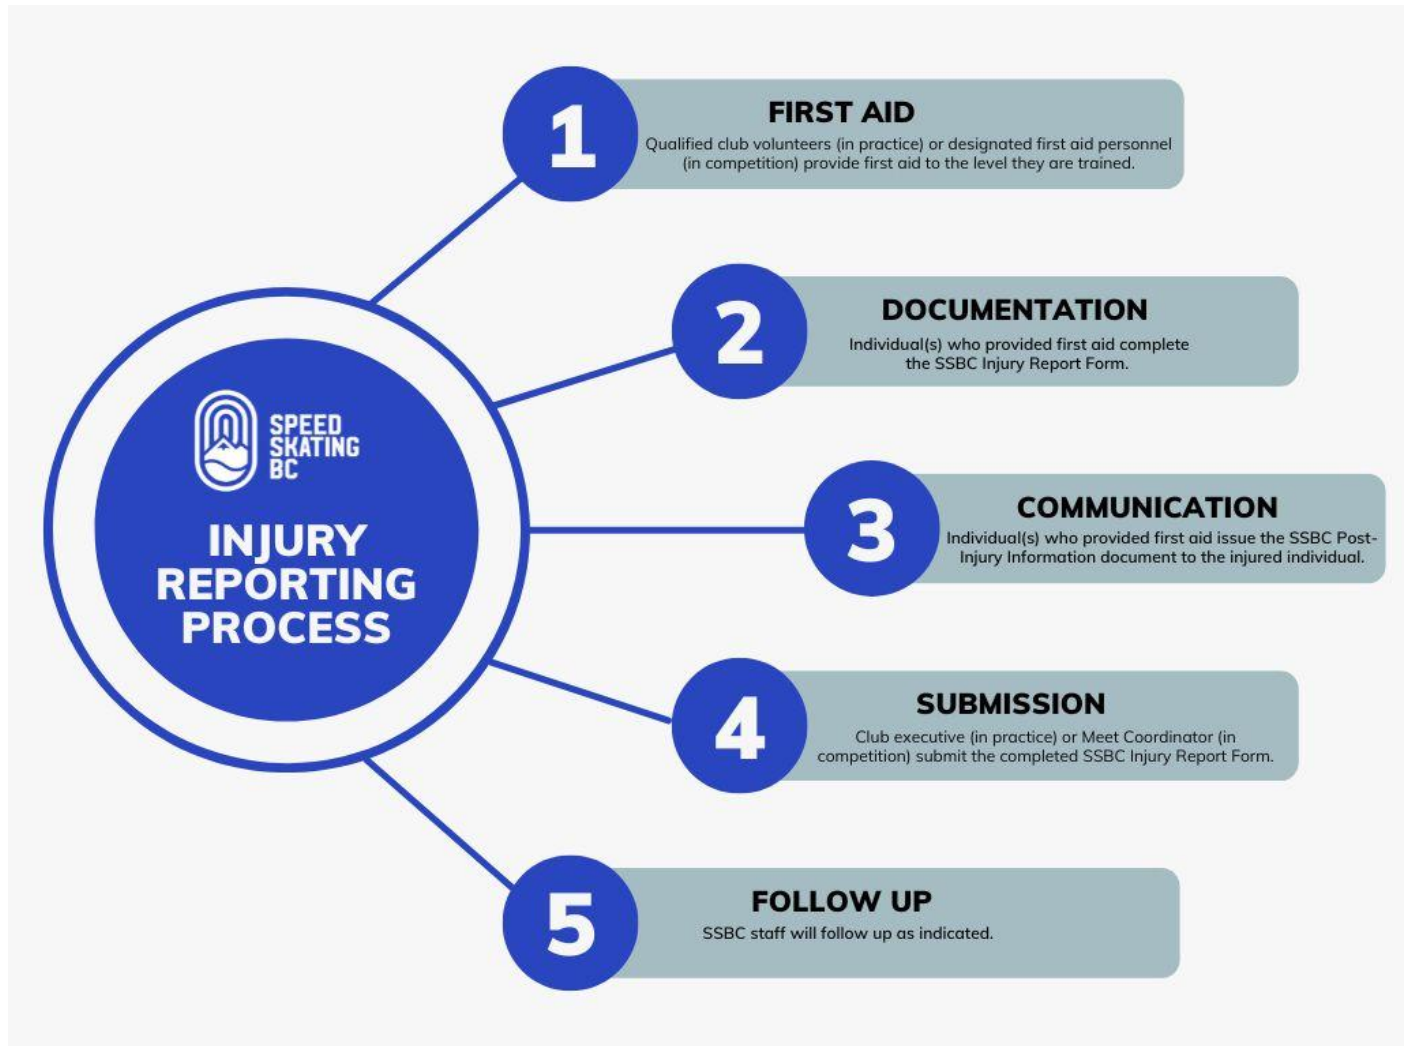 SPEED
SKATING
BC
INJURY
REPORTING
PROCESS
1
FIRST AID
Qualified club volunteers (in practice) or designated first aid personnel
(in competition) provide first aid to the level they are trained.
2
DOCUMENTATION
Individual(s) who provided first aid complete
the SSBC Injury Report Form.
3
COMMUNICATION
Individual(s) who provided first aid issue the SSBC Post-
Injury Information document to the injured individual.
4
SUBMISSION
Club executive (in practice) or Meet Coordinator (in
competition) submit the completed SSBC Injury Report Form.
5
FOLLOW UP
SSBC staff will follow up as indicated.